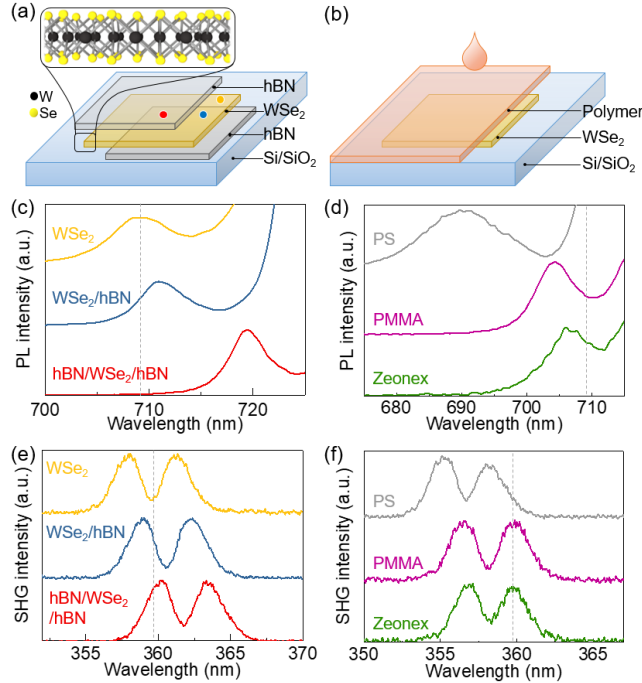 (a)
W
Se
hBN
WSe₂
hBN
Si/SiO₂
(b)
Polymer
WSe₂
Si/SiO₂
(c)
WSe₂
WSe₂/hBN
hBN/WSe₂/hBN
PL intensity (a.u.)
700 710 720
Wavelength (nm)
(d)
PS
PMMA
Zeonex
PL intensity (a.u.)
680 690 700 710
Wavelength (nm)
(e)
WSe₂
WSe₂/hBN
hBN/WSe₂
/hBN
SHG intensity (a.u.)
355 360 365 370
Wavelength (nm)
(f)
PS
PMMA
Zeonex
SHG intensity (a.u.)
350 355 360 365
Wavelength (nm)